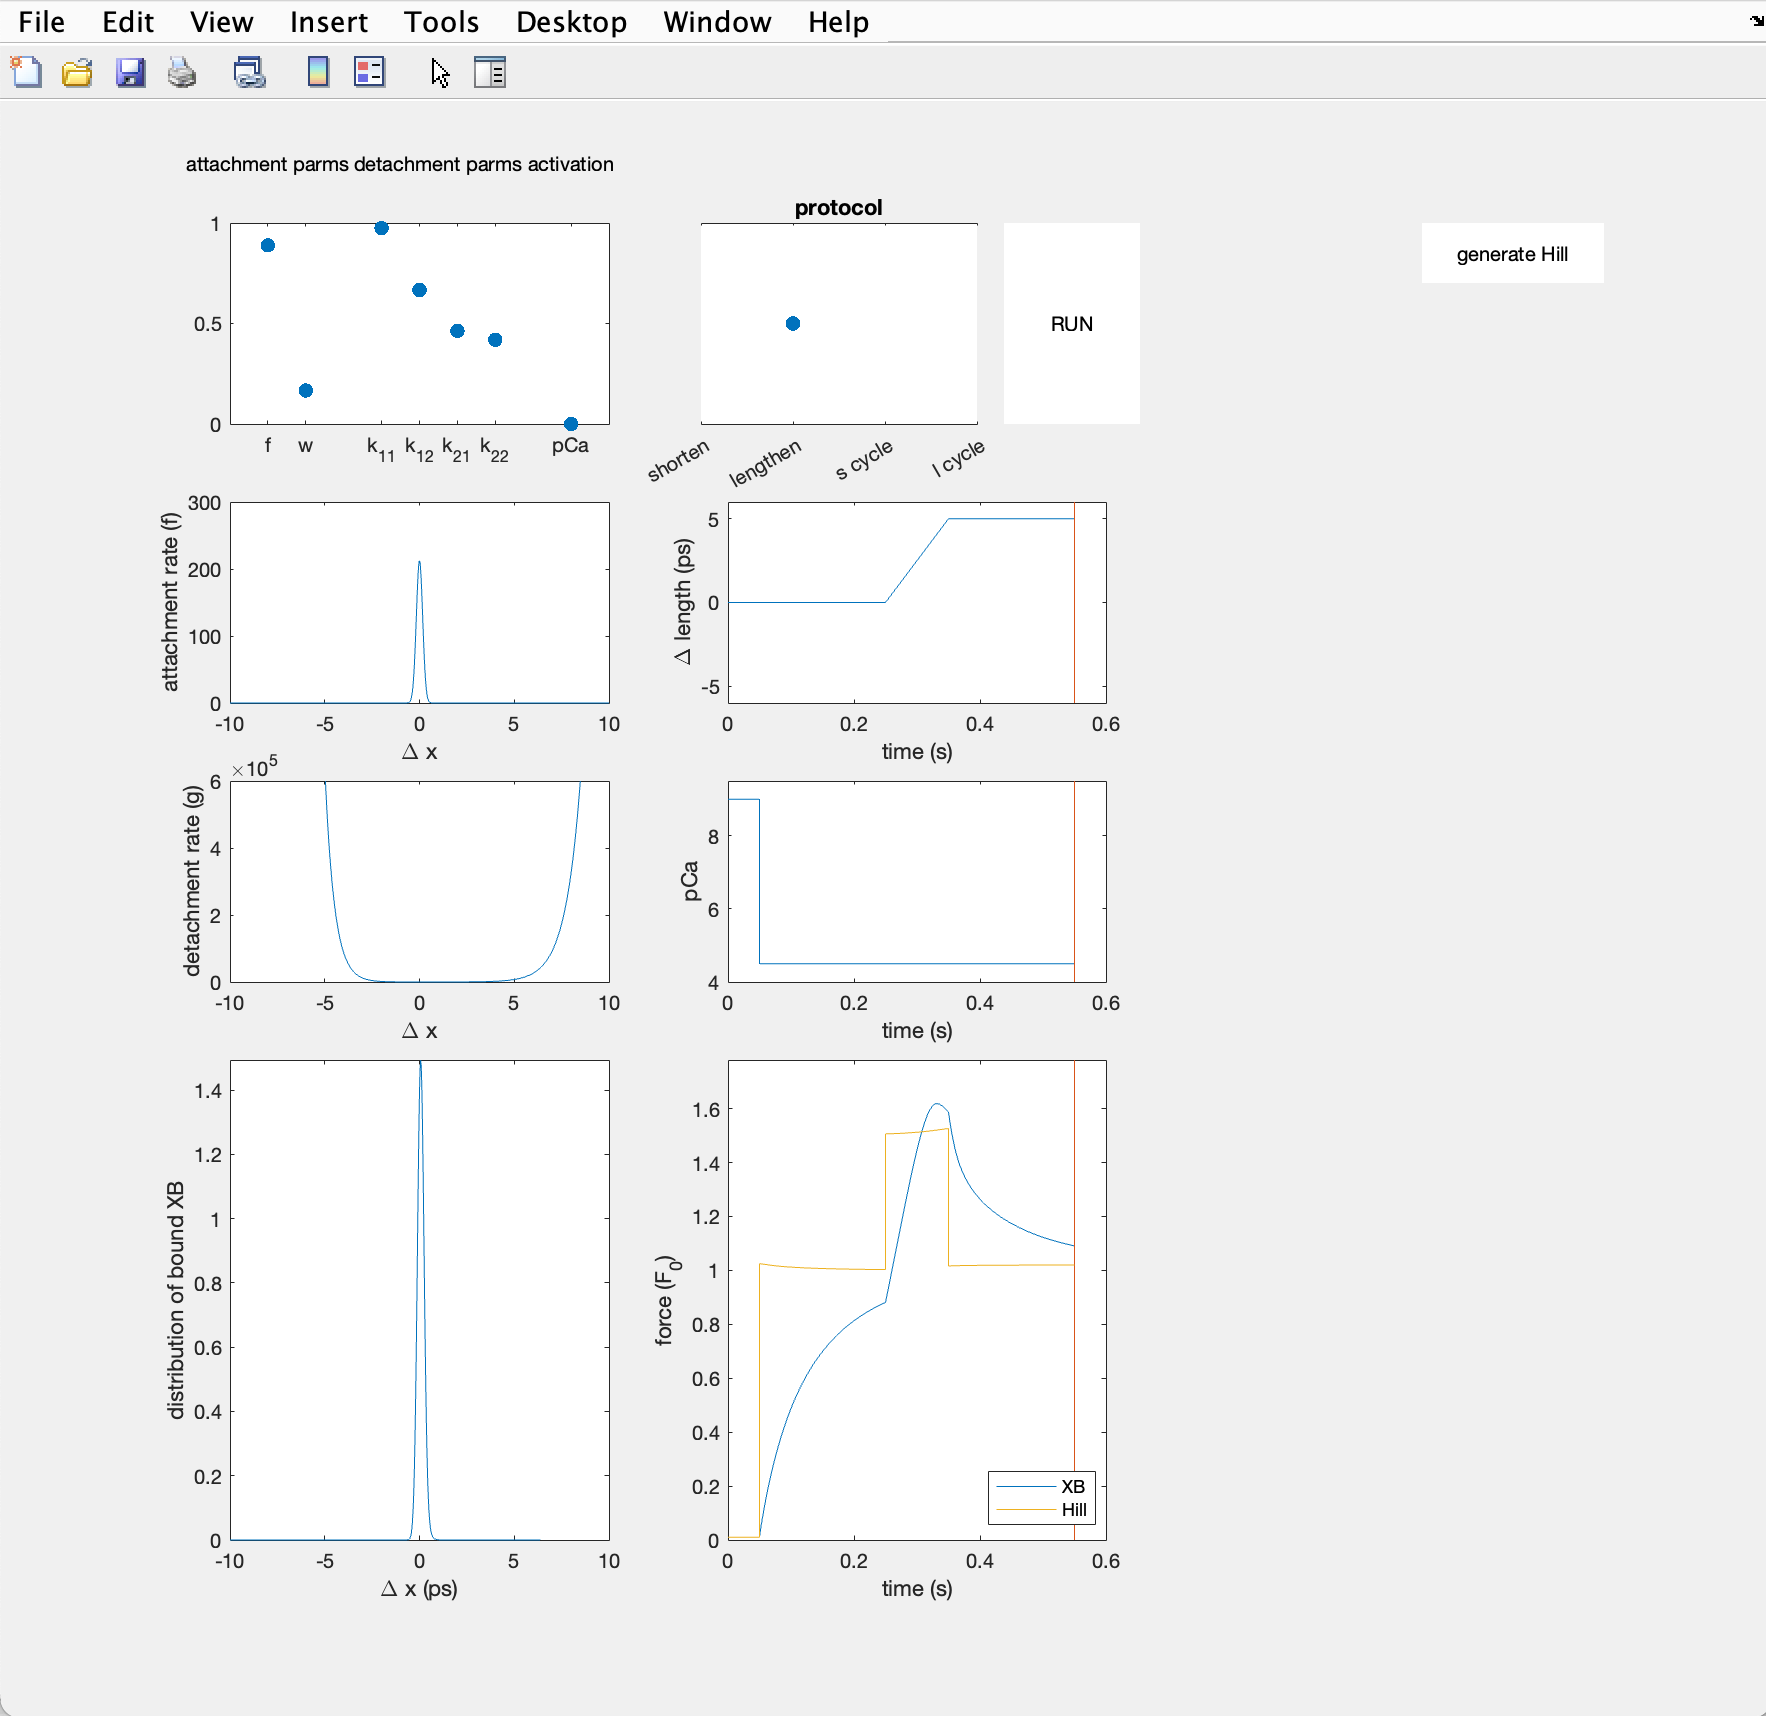 File Edit View Insert Tools Desktop Window Help
attachment parms detachment parms activation
protocol
1
0.5
0
f w k11 k12 k21 k22 pCa
shorten lengthen s cycle l cycle
RUN
generate Hill
attachment rate (f)
300
200
100
0
-10 -5 0 5 10
Δ x
Δ length (ps)
5
0
-5
0 0.2 0.4 0.6
time (s)
×10^5
detachment rate (g)
6
4
2
0
-10 -5 0 5 10
Δ x
pCa
8
6
4
0 0.2 0.4 0.6
time (s)
distribution of bound XB
1.4
1.2
1
0.8
0.6
0.4
0.2
0
-10 -5 0 5 10
Δ x (ps)
force (F0)
1.6
1.4
1.2
1
0.8
0.6
0.4
0.2
0
XB
Hill
0 0.2 0.4 0.6
time (s)